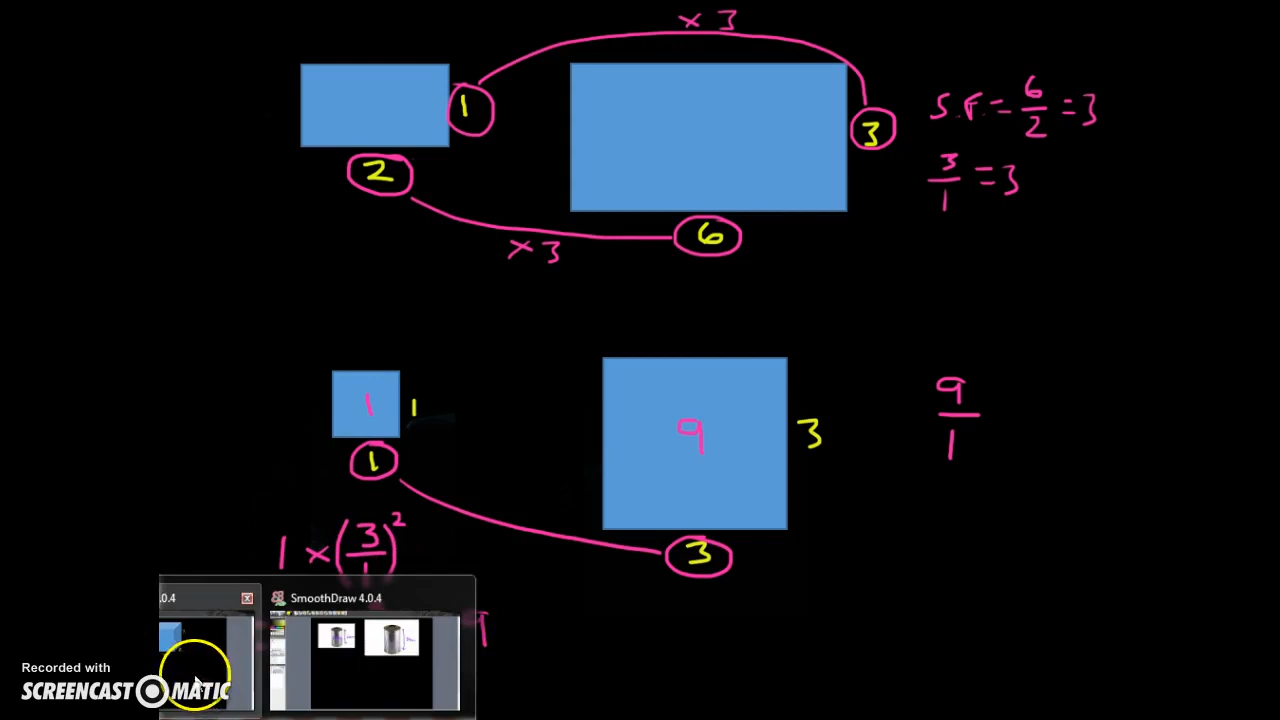 × 3
1
3
S.F. = 6/2 = 3
2
3/1 = 3
6
× 3
1
1
9
3
9/1
1
3
1 × (3/1)²
.0.4
SmoothDraw 4.0.4
9
Recorded with
SCREENCAST MATIC